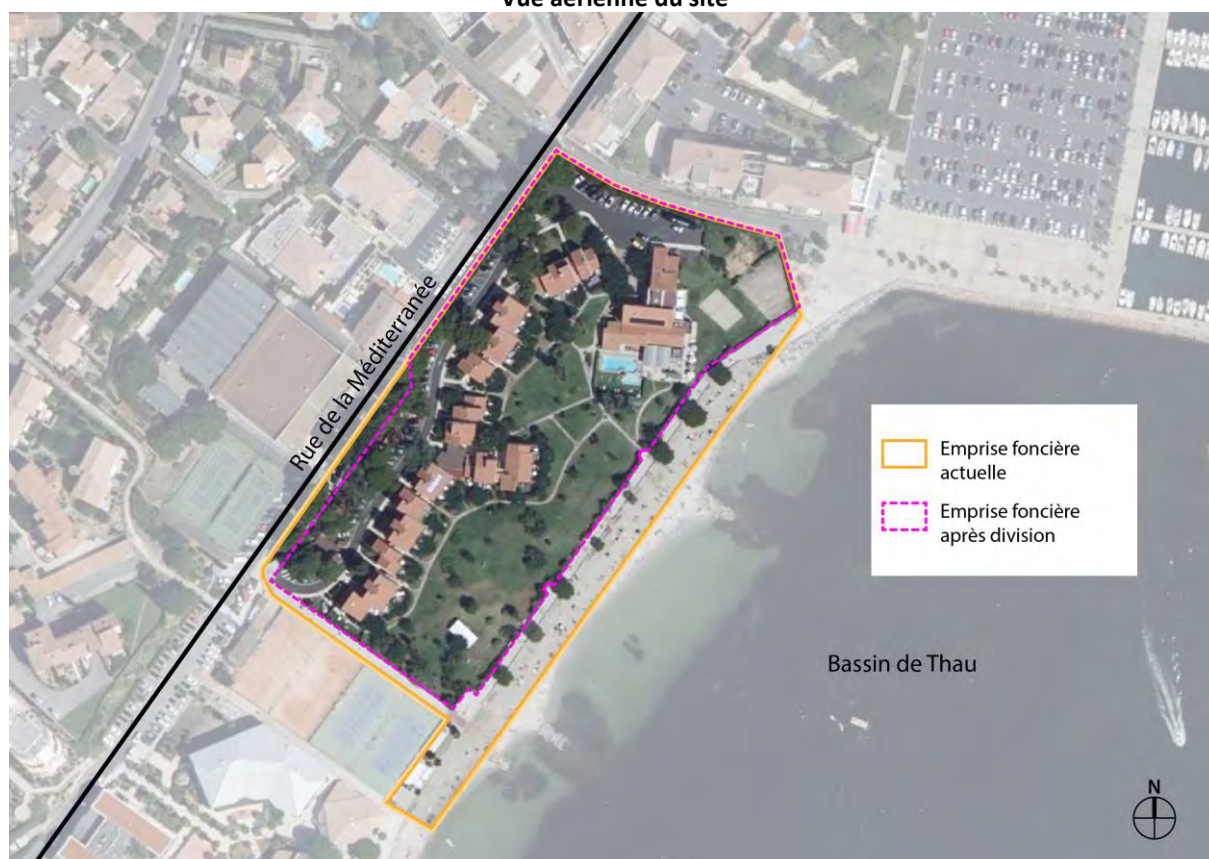 Vue aérienne du site
Rue de la Méditerranée
Emprise foncière
actuelle
Emprise foncière
après division
Bassin de Thau
N